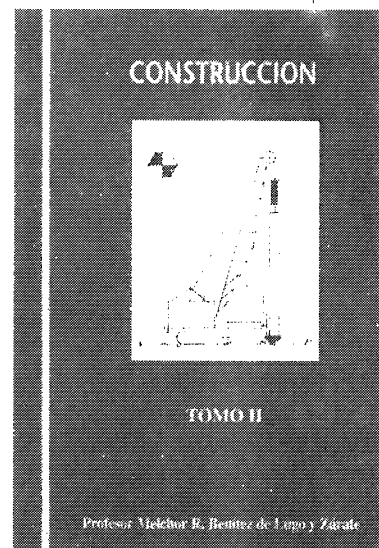 CONSTRUCCION
TOMO II
Profesor Melchor R. Benítez de Lugo y Zárate